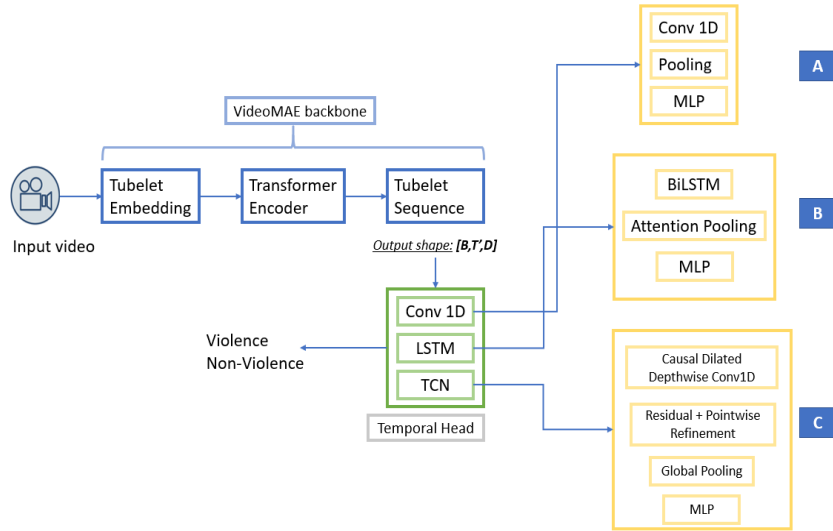 VideoMAE backbone
Tubelet
Embedding
Transformer
Encoder
Tubelet
Sequence
Input video
Output shape: [B,T',D]
Conv 1D
LSTM
TCN
Temporal Head
Violence
Non-Violence
Conv 1D
Pooling
MLP
A
BiLSTM
Attention Pooling
MLP
B
Causal Dilated
Depthwise Conv1D
Residual + Pointwise
Refinement
Global Pooling
MLP
C